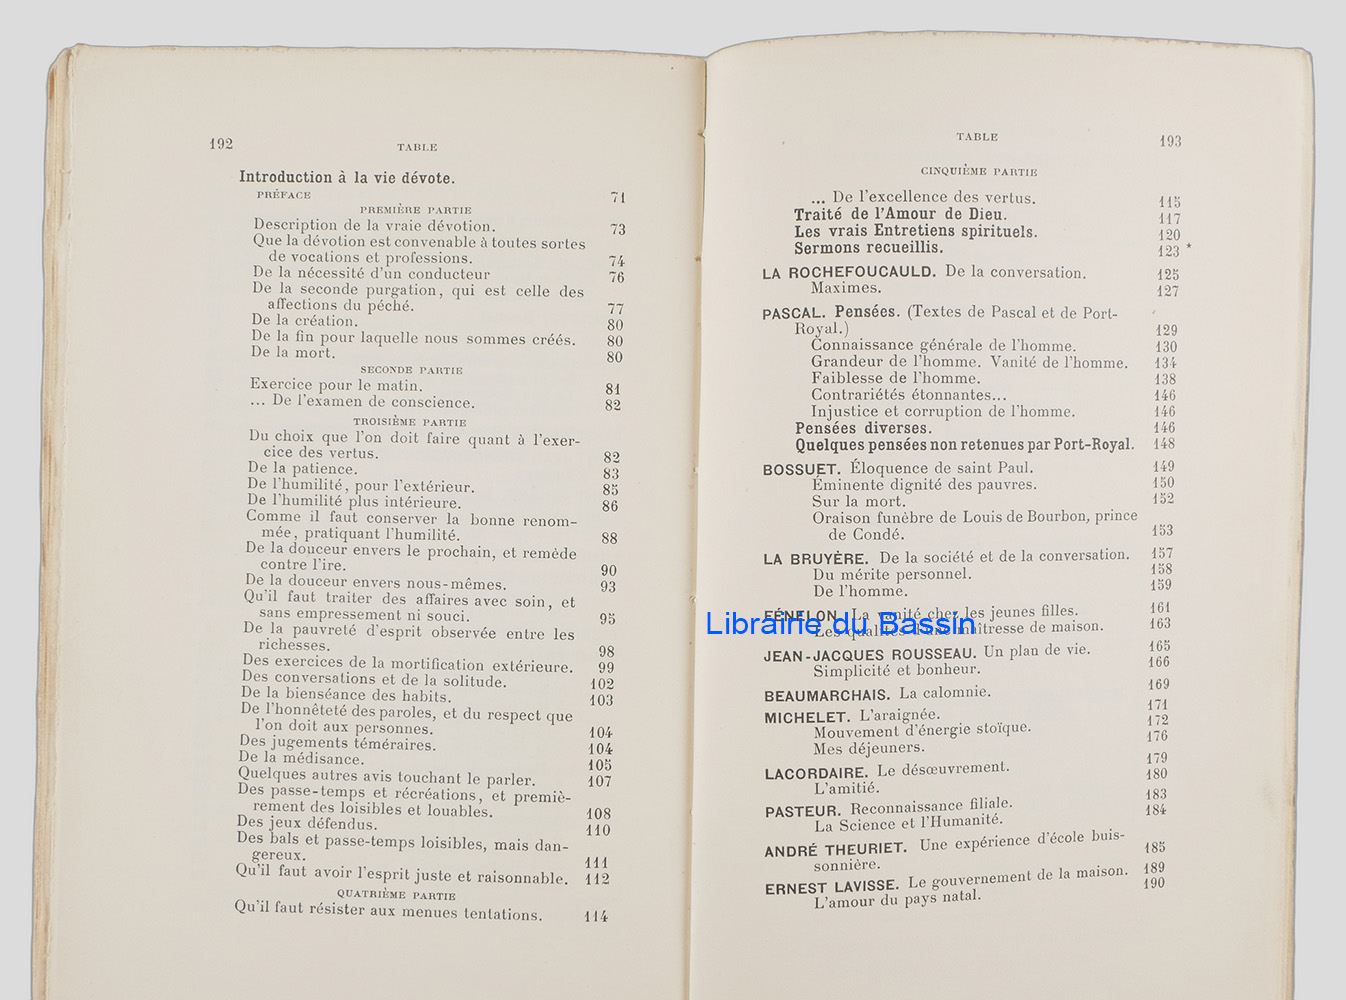 192
TABLE
Introduction à la vie dévote.
PRÉFACE 71
PREMIÈRE PARTIE
Description de la vraie dévotion. 73
Que la dévotion est convenable à toutes sortes
de vocations et professions. 74
De la nécessité d'un conducteur 76
De la seconde purgation, qui est celle des
affections du péché. 77
De la création. 80
De la fin pour laquelle nous sommes créés. 80
De la mort. 80
SECONDE PARTIE
Exercice pour le matin. 81
... De l'examen de conscience. 82
TROISIÈME PARTIE
Du choix que l'on doit faire quant à l'exer-
cice des vertus. 82
De la patience. 83
De l'humilité, pour l'extérieur. 85
De l'humilité plus intérieure. 86
Comme il faut conserver la bonne renom-
mée, pratiquant l'humilité. 88
De la douceur envers le prochain, et remède
contre l'ire. 90
De la douceur envers nous-mêmes. 93
Qu'il faut traiter des affaires avec soin, et
sans empressement ni souci. 95
De la pauvreté d'esprit observée entre les
richesses. 98
Des exercices de la mortification extérieure. 99
Des conversations et de la solitude. 102
De la bienséance des habits. 103
De l'honnêteté des paroles, et du respect que
l'on doit aux personnes. 104
Des jugements téméraires. 104
De la médisance. 105
Quelques autres avis touchant le parler. 107
Des passe-temps et récréations, et premiè-
rement des loisibles et louables. 108
Des jeux défendus. 110
Des bals et passe-temps loisibles, mais dan-
gereux. 111
Qu'il faut avoir l'esprit juste et raisonnable. 112
QUATRIÈME PARTIE
Qu'il faut résister aux menues tentations. 114
TABLE
193
CINQUIÈME PARTIE
... De l'excellence des vertus. 115
Traité de l'Amour de Dieu. 117
Les vrais Entretiens spirituels. 120
Sermons recueillis. 123 *
LA ROCHEFOUCAULD. De la conversation. 125
Maximes. 127
PASCAL. Pensées. (Textes de Pascal et de Port-
Royal.) 129
Connaissance générale de l'homme. 130
Grandeur de l'homme. Vanité de l'homme. 134
Faiblesse de l'homme. 138
Contrariétés étonnantes... 146
Injustice et corruption de l'homme. 146
Pensées diverses. 146
Quelques pensées non retenues par Port-Royal. 148
BOSSUET. Éloquence de saint Paul. 149
Éminente dignité des pauvres. 150
Sur la mort. 152
Oraison funèbre de Louis de Bourbon, prince
de Condé. 153
LA BRUYÈRE. De la société et de la conversation. 157
Du mérite personnel. 158
De l'homme. 159
FÉNELON. La vanité chez les jeunes filles. 161
Les qualités d'une maîtresse de maison. 163
Librairie du Bassin
JEAN-JACQUES ROUSSEAU. Un plan de vie. 165
Simplicité et bonheur. 166
BEAUMARCHAIS. La calomnie. 169
MICHELET. L'araignée. 171
Mouvement d'énergie stoïque. 172
Mes déjeuners. 176
LACORDAIRE. Le désœuvrement. 179
L'amitié. 180
PASTEUR. Reconnaissance filiale. 183
La Science et l'Humanité. 184
ANDRÉ THEURIET. Une expérience d'école buis-
sonnière. 185
ERNEST LAVISSE. Le gouvernement de la maison. 189
L'amour du pays natal. 190